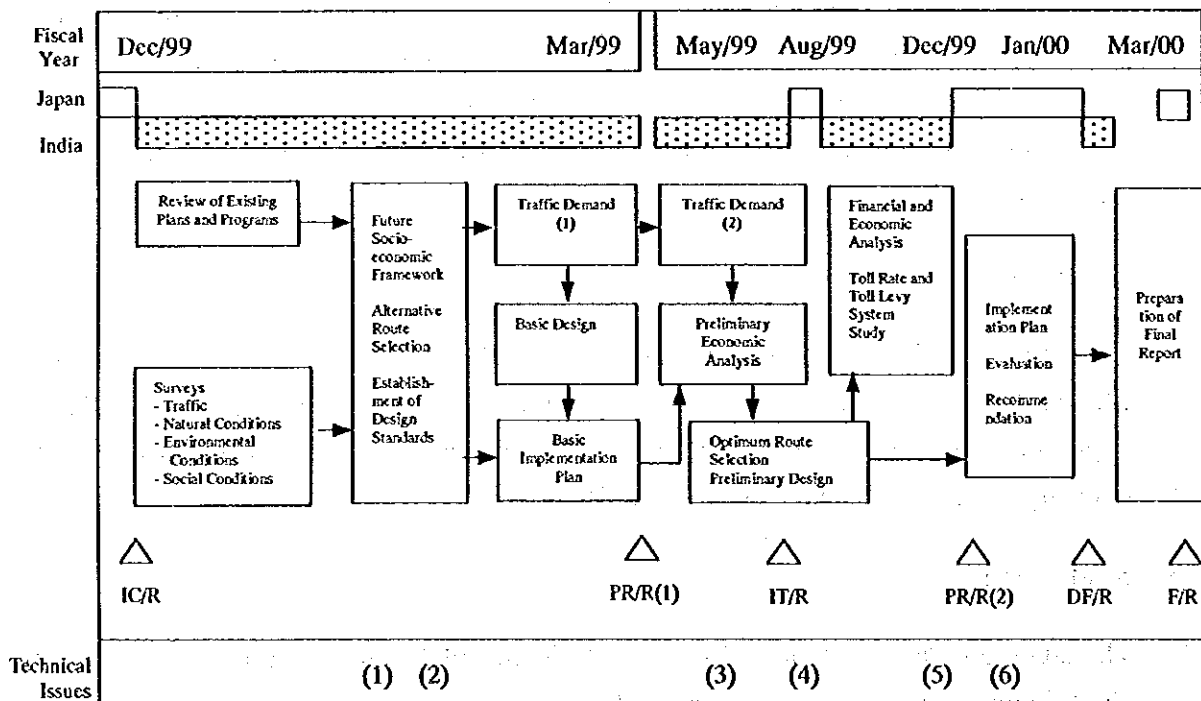 Fiscal
Year
Dec/99
Mar/99
May/99
Aug/99
Dec/99
Jan/00
Mar/00
Japan
India
Review of Existing
Plans and Programs
Surveys
- Traffic
- Natural Conditions
- Environmental
Conditions
- Social Conditions
Future
Socio-
economic
Framework
Alternative
Route
Selection
Establish-
ment of
Design
Standards
Traffic Demand
(1)
Basic Design
Basic
Implementation
Plan
Traffic Demand
(2)
Preliminary
Economic
Analysis
Optimum Route
Selection
Preliminary Design
Financial and
Economic
Analysis
Toll Rate and
Toll Levy
System
Study
Implement
ation Plan
Evaluation
Recomme
ndation
Prepara
tion of
Final
Report
IC/R
PR/R(1)
IT/R
PR/R(2)
DF/R
F/R
Technical
Issues
(1)
(2)
(3)
(4)
(5)
(6)